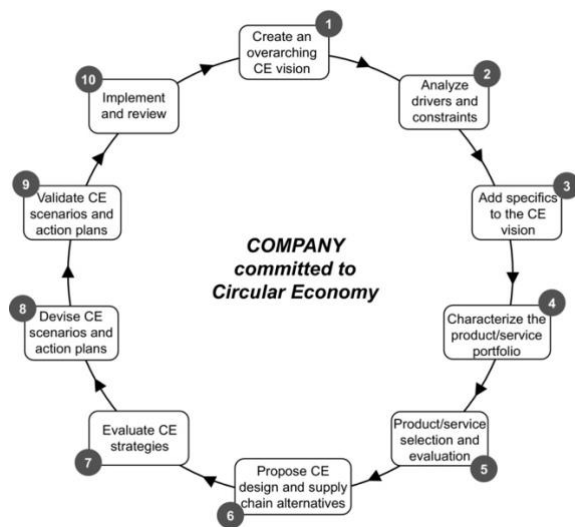 1
Create an
overarching
CE vision
2
Analyze
drivers and
constraints
3
Add specifics
to the CE
vision
4
Characterize the
product/service
portfolio
Product/service
selection and
evaluation
5
Propose CE
design and supply
chain alternatives
6
Evaluate CE
strategies
7
8
Devise CE
scenarios and
action plans
9
Validate CE
scenarios and
action plans
10
Implement
and review
COMPANY
committed to
Circular Economy